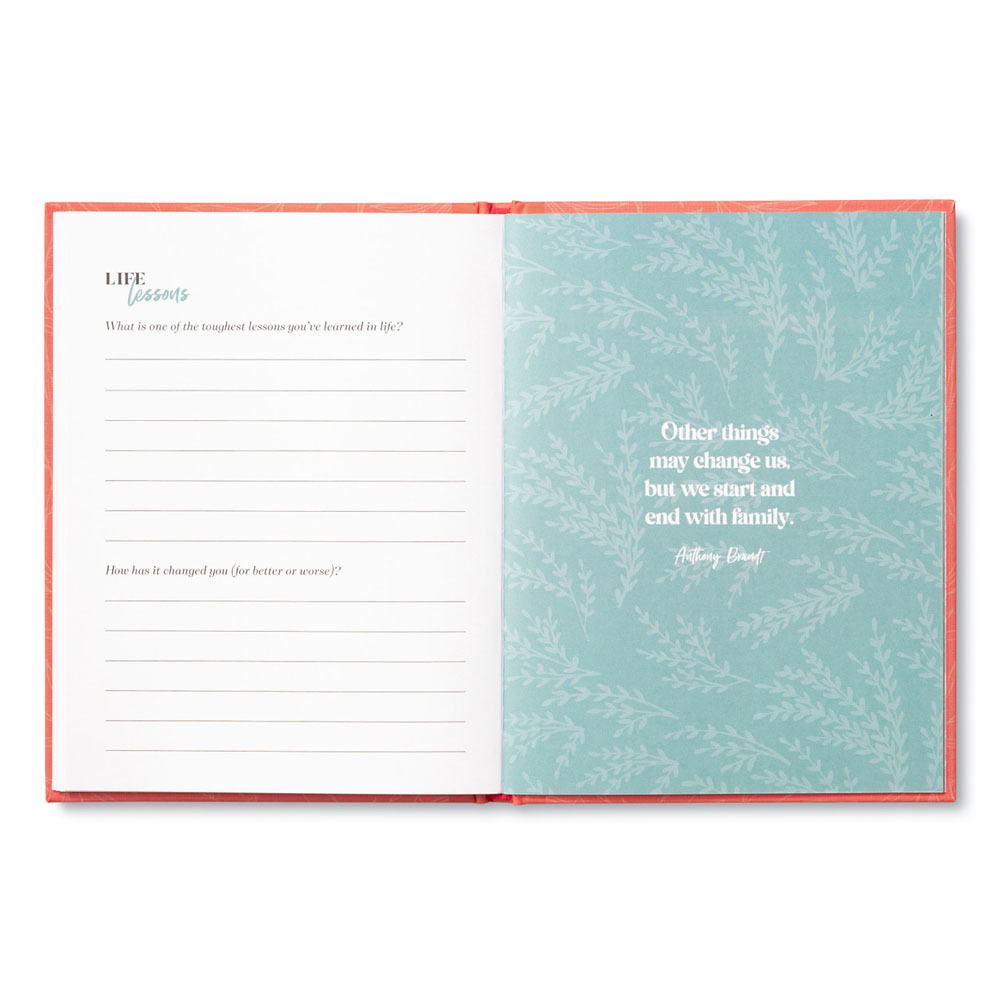 LIFE
lessons
What is one of the toughest lessons you've learned in life?
How has it changed you (for better or worse)?
Other things
may change us,
but we start and
end with family.
Anthony Brandt